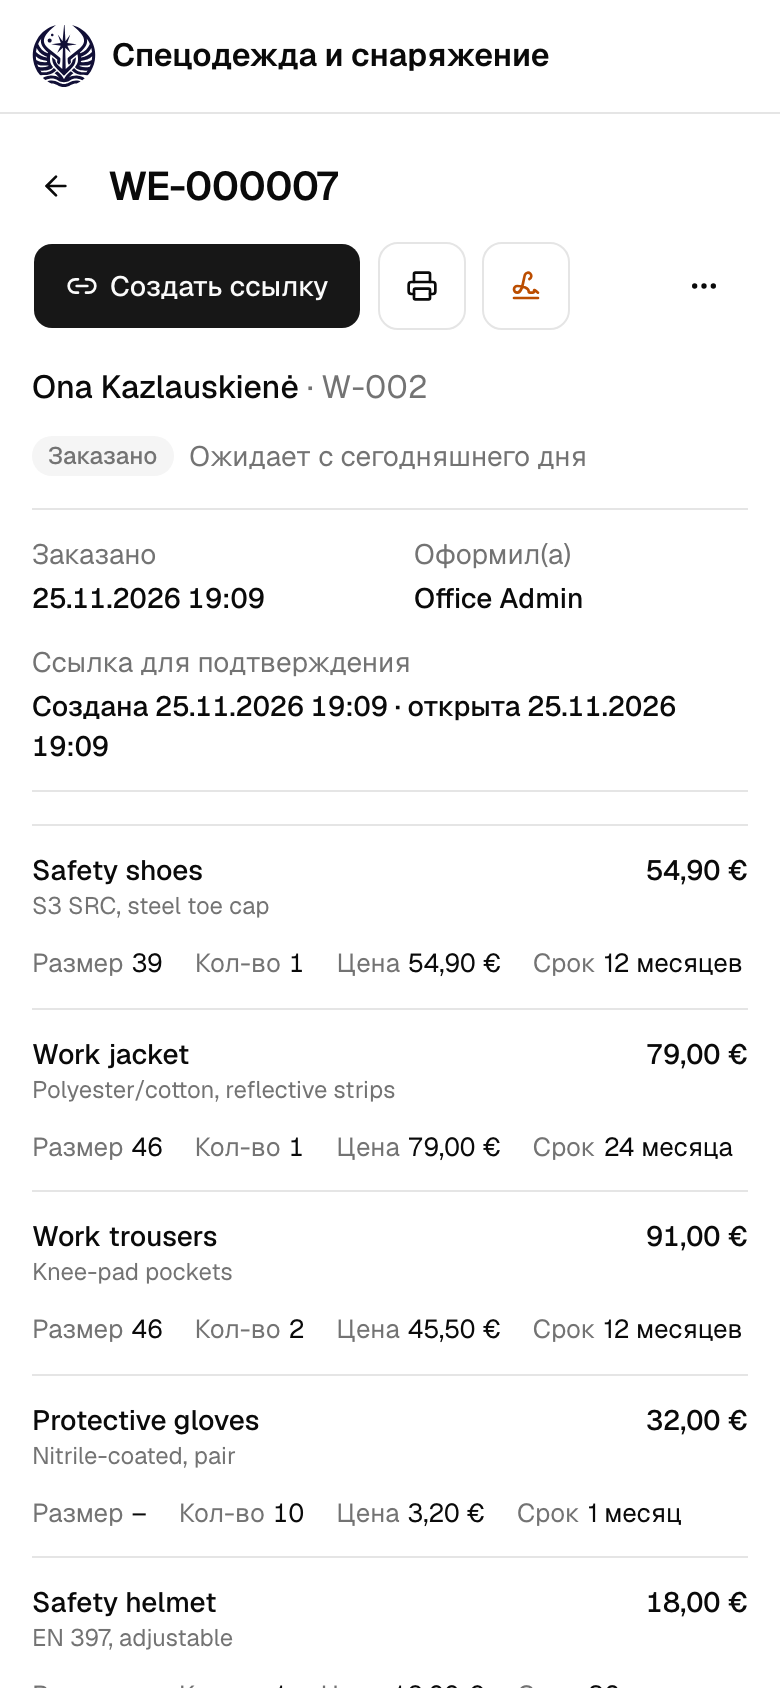 Спецодежда и снаряжение
WE-000007
Создать ссылку
Ona Kazlauskienė · W-002
Заказано Ожидает с сегодняшнего дня
Заказано Оформил(а)
25.11.2026 19:09 Office Admin
Ссылка для подтверждения
Создана 25.11.2026 19:09 · открыта 25.11.2026
19:09
Safety shoes 54,90 €
S3 SRC, steel toe cap
Размер 39 Кол-во 1 Цена 54,90 € Срок 12 месяцев
Work jacket 79,00 €
Polyester/cotton, reflective strips
Размер 46 Кол-во 1 Цена 79,00 € Срок 24 месяца
Work trousers 91,00 €
Knee-pad pockets
Размер 46 Кол-во 2 Цена 45,50 € Срок 12 месяцев
Protective gloves 32,00 €
Nitrile-coated, pair
Размер – Кол-во 10 Цена 3,20 € Срок 1 месяц
Safety helmet 18,00 €
EN 397, adjustable